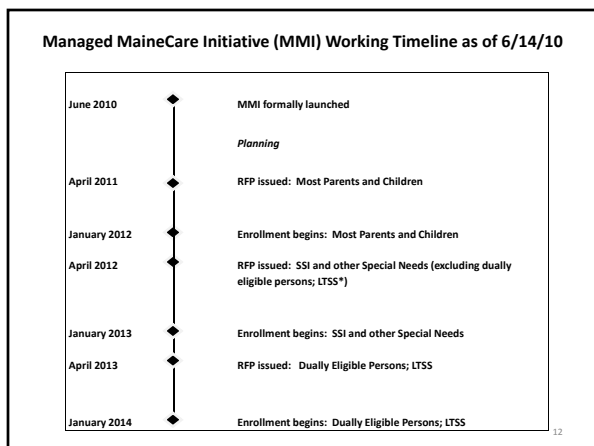 Managed MaineCare Initiative (MMI) Working Timeline as of 6/14/10
June 2010 MMI formally launched
Planning
April 2011 RFP issued: Most Parents and Children
January 2012 Enrollment begins: Most Parents and Children
April 2012 RFP issued: SSI and other Special Needs (excluding dually
eligible persons; LTSS*)
January 2013 Enrollment begins: SSI and other Special Needs
April 2013 RFP issued: Dually Eligible Persons; LTSS
January 2014 Enrollment begins: Dually Eligible Persons; LTSS
12